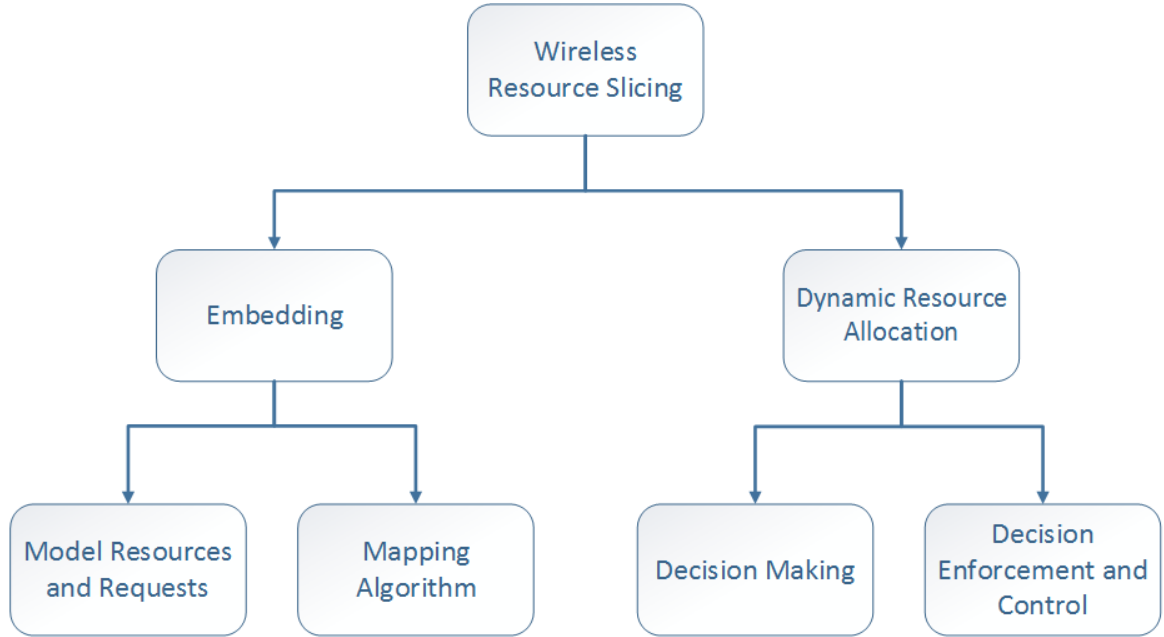 Wireless
Resource Slicing
Embedding
Dynamic Resource
Allocation
Model Resources
and Requests
Mapping
Algorithm
Decision Making
Decision
Enforcement and
Control